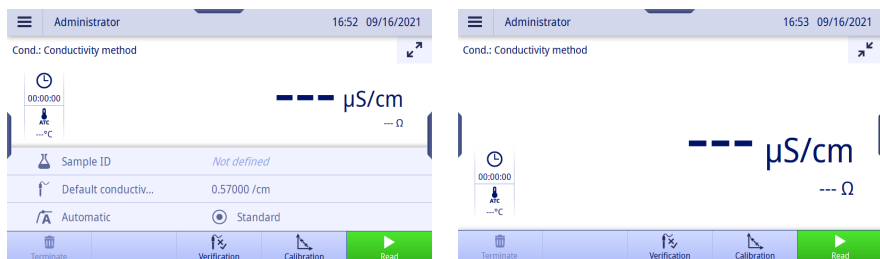 Administrator 16:52 09/16/2021
Cond.: Conductivity method
00:00:00
ATC
---°C
--- µS/cm
--- Ω
Sample ID Not defined
Default conductiv... 0.57000 /cm
A Automatic Standard
Terminate Verification Calibration Read
Administrator 16:53 09/16/2021
Cond.: Conductivity method
--- µS/cm
--- Ω
00:00:00
ATC
---°C
Terminate Verification Calibration Read